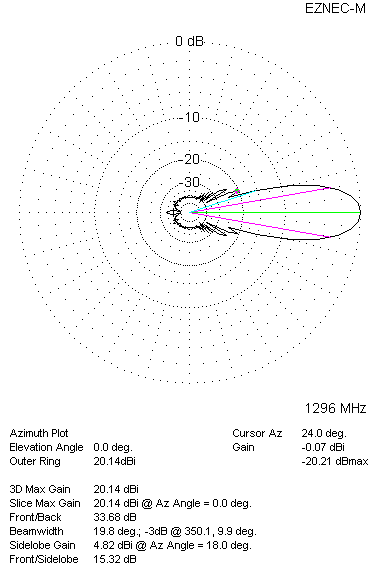 EZNEC-M
0 dB
-10
-20
-30
1296 MHz
Azimuth Plot
Cursor Az 24.0 deg.
Elevation Angle 0.0 deg.
Gain -0.07 dBi
Outer Ring 20.14dBi
-20.21 dBmax
3D Max Gain 20.14 dBi
Slice Max Gain 20.14 dBi @ Az Angle = 0.0 deg.
Front/Back 33.68 dB
Beamwidth 19.8 deg.; -3dB @ 350.1, 9.9 deg.
Sidelobe Gain 4.82 dBi @ Az Angle = 18.0 deg.
Front/Sidelobe 15.32 dB